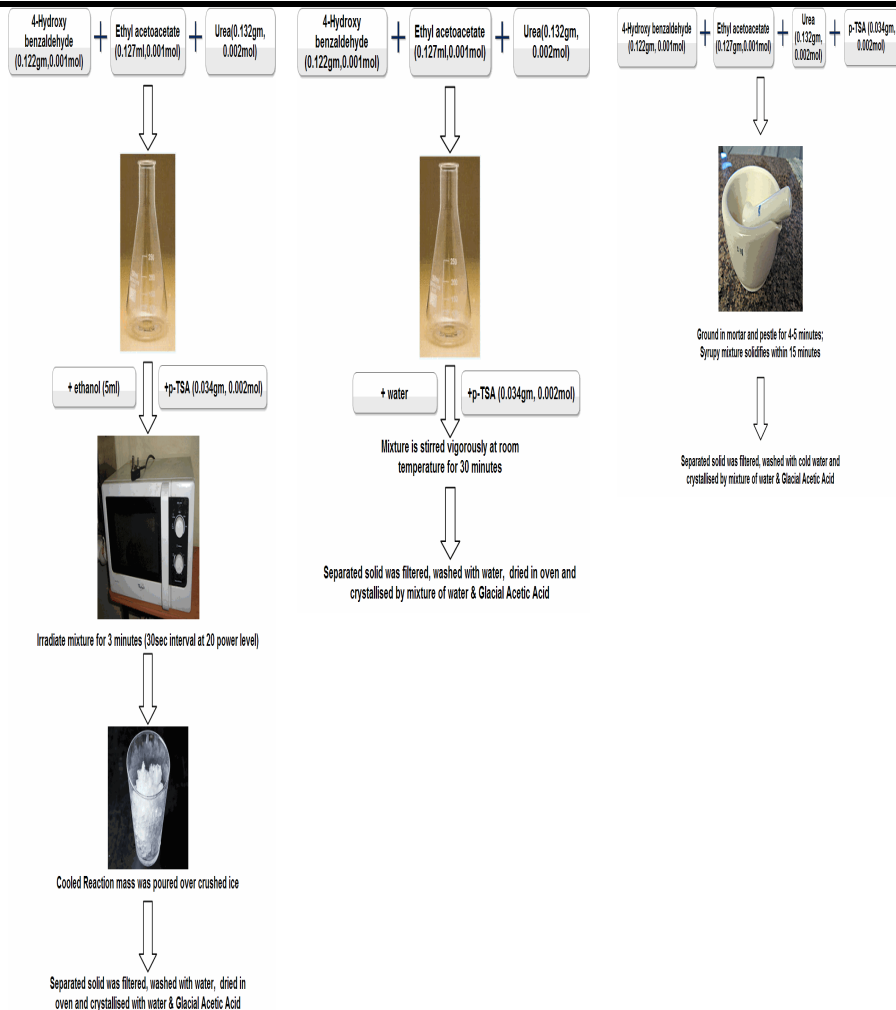 4-Hydroxy
benzaldehyde
(0.122gm,0.001mol)
+
Ethyl acetoacetate
(0.127ml,0.001mol)
+
Urea(0.132gm,
0.002mol)
+ ethanol (5ml)
+p-TSA (0.034gm, 0.002mol)
Irradiate mixture for 3 minutes (30sec interval at 20 power level)
Cooled Reaction mass was poured over crushed ice
Separated solid was filtered, washed with water, dried in
oven and crystallised with water & Glacial Acetic Acid
4-Hydroxy
benzaldehyde
(0.122gm,0.001mol)
+
Ethyl acetoacetate
(0.127ml,0.001mol)
+
Urea(0.132gm,
0.002mol)
+ water
+p-TSA (0.034gm, 0.002mol)
Mixture is stirred vigorously at room
temperature for 30 minutes
Separated solid was filtered, washed with water, dried in oven and
crystallised by mixture of water & Glacial Acetic Acid
4-Hydroxy benzaldehyde
(0.122gm, 0.001mol)
+
Ethyl acetoacetate
(0.127gm,0.001mol)
+
Urea
(0.132gm,
0.002mol)
+
p-TSA (0.034gm,
0.002mol)
Ground in mortar and pestle for 4-5 minutes;
Syrupy mixture solidifies within 15 minutes
Separated solid was filtered, washed with cold water and
crystallised by mixture of water & Glacial Acetic Acid